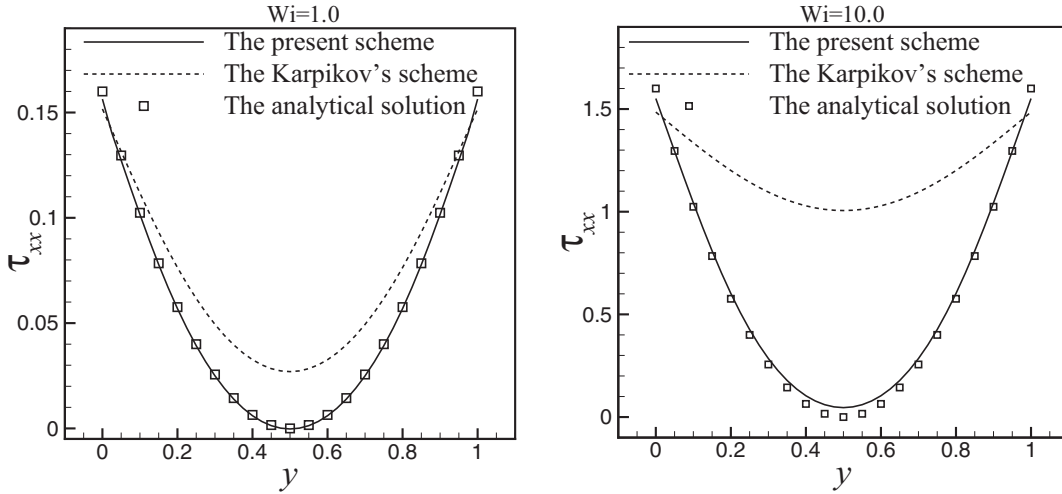 Wi=1.0
The present scheme
The Karpikov's scheme
The analytical solution
0.15
0.1
0.05
0
τxx
0 0.2 0.4 0.6 0.8 1
y
Wi=10.0
The present scheme
The Karpikov's scheme
The analytical solution
1.5
1
0.5
0
τxx
0 0.2 0.4 0.6 0.8 1
y